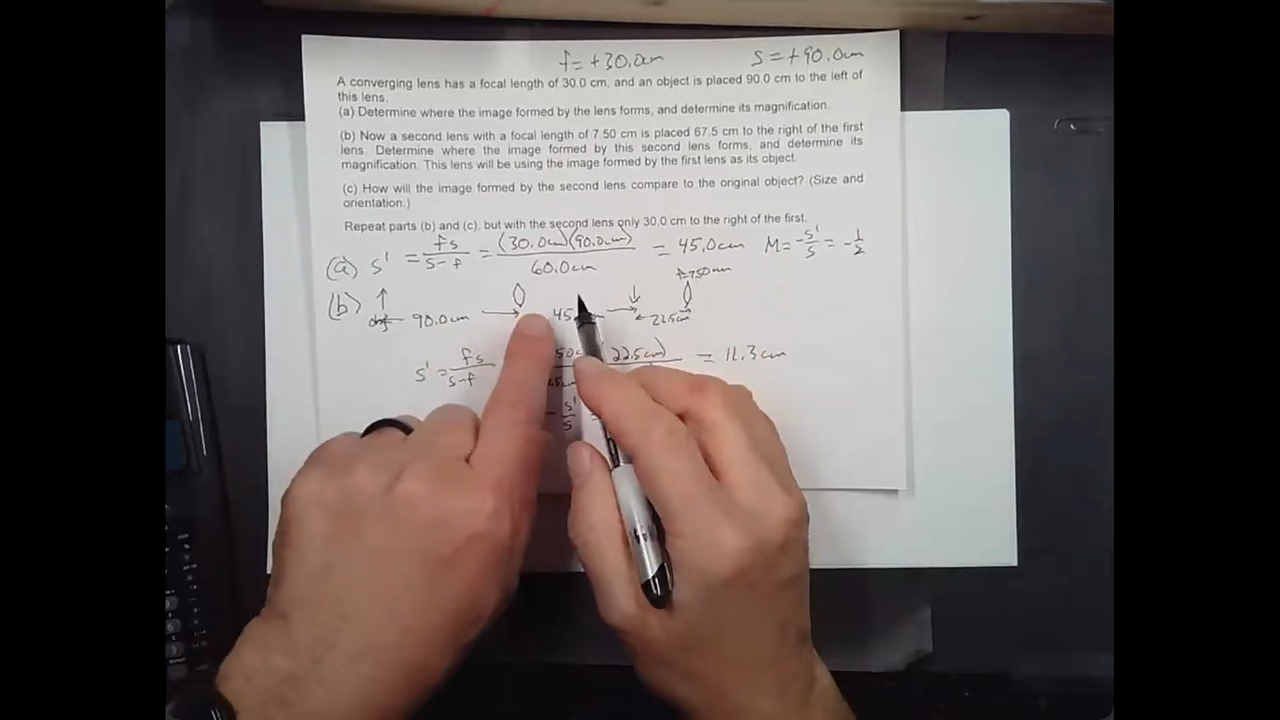 f = +30.0cm s = +90.0cm
A converging lens has a focal length of 30.0 cm, and an object is placed 90.0 cm to the left of
this lens.
(a) Determine where the image formed by the lens forms, and determine its magnification.
(b) Now a second lens with a focal length of 7.50 cm is placed 67.5 cm to the right of the first
lens. Determine where the image formed by this second lens forms, and determine its
magnification. This lens will be using the image formed by the first lens as its object.
(c) How will the image formed by the second lens compare to the original object? (Size and
orientation.)
Repeat parts (b) and (c), but with the second lens only 30.0 cm to the right of the first.
(a) s' = fs/s-f = (30.0cm)(90.0cm)/60.0cm = 45.0cm M = -s'/s = -1/2
f=7.50cm
(b) obj 90.0cm 22.5cm
s' = fs/s-f (22.5cm) = 11.3cm
- s'/s =